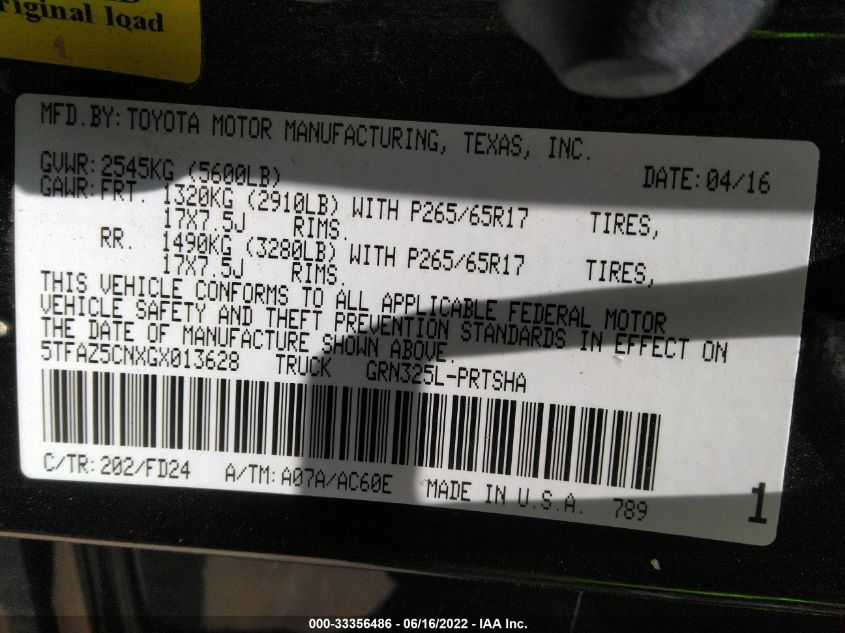 riginal load
4
MFD.BY:TOYOTA MOTOR MANUFACTURING, TEXAS, INC.
GVWR:2545KG (5600LB) DATE:04/16
GAWR:FRT. 1320KG (2910LB) WITH P265/65R17 TIRES,
17X7.5J RIMS.
RR. 1490KG (3280LB) WITH P265/65R17 TIRES,
17X7.5J RIMS.
THIS VEHICLE CONFORMS TO ALL APPLICABLE FEDERAL MOTOR
VEHICLE SAFETY AND THEFT PREVENTION STANDARDS IN EFFECT ON
THE DATE OF MANUFACTURE SHOWN ABOVE.
5TFAZ5CNXGX013628 TRUCK GRN325L-PRTSHA
C/TR:202/FD24 A/TM:A07A/AC60E MADE IN U.S.A. 789 1
000-33356486 - 06/16/2022 - IAA Inc.